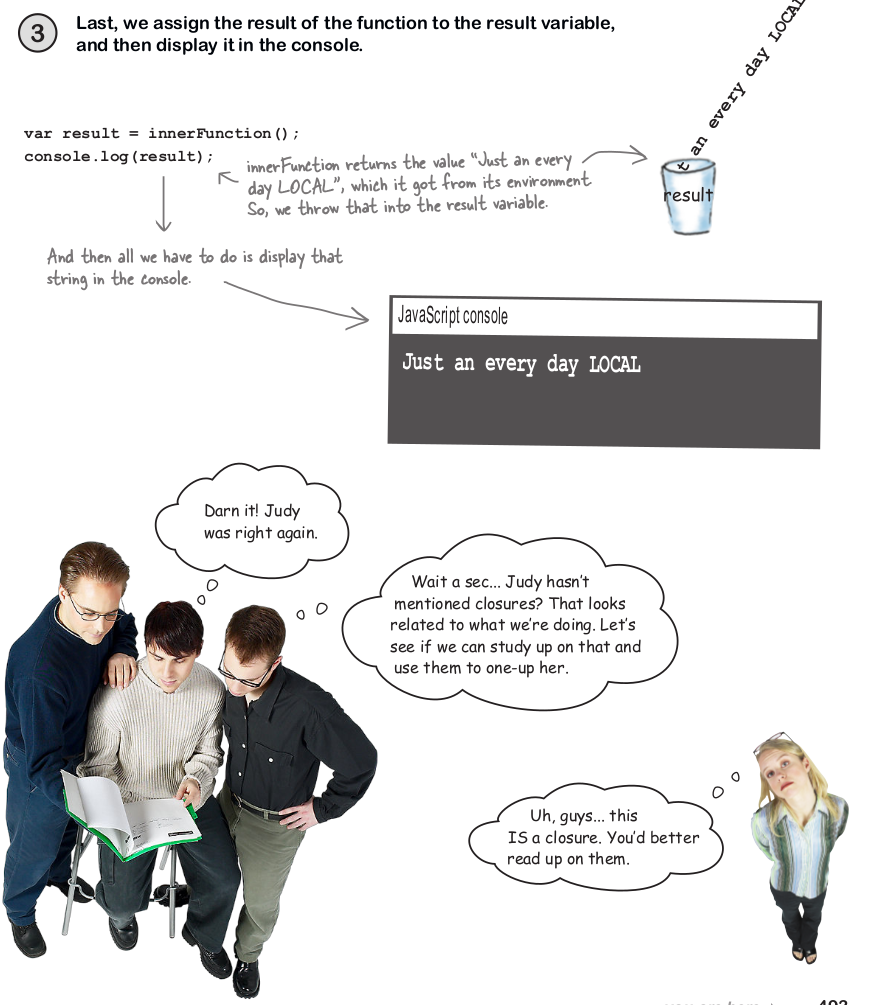 3
Last, we assign the result of the function to the result variable,
and then display it in the console.
an every day LOCAL
var result = innerFunction();
console.log(result);
innerFunction returns the value "Just an every
day LOCAL", which it got from its environment.
So, we throw that into the result variable.
result
And then all we have to do is display that
string in the console.
JavaScript console
Just an every day LOCAL
Darn it! Judy
was right again.
Wait a sec... Judy hasn't
mentioned closures? That looks
related to what we're doing. Let's
see if we can study up on that and
use them to one-up her.
Uh, guys... this
IS a closure. You'd better
read up on them.